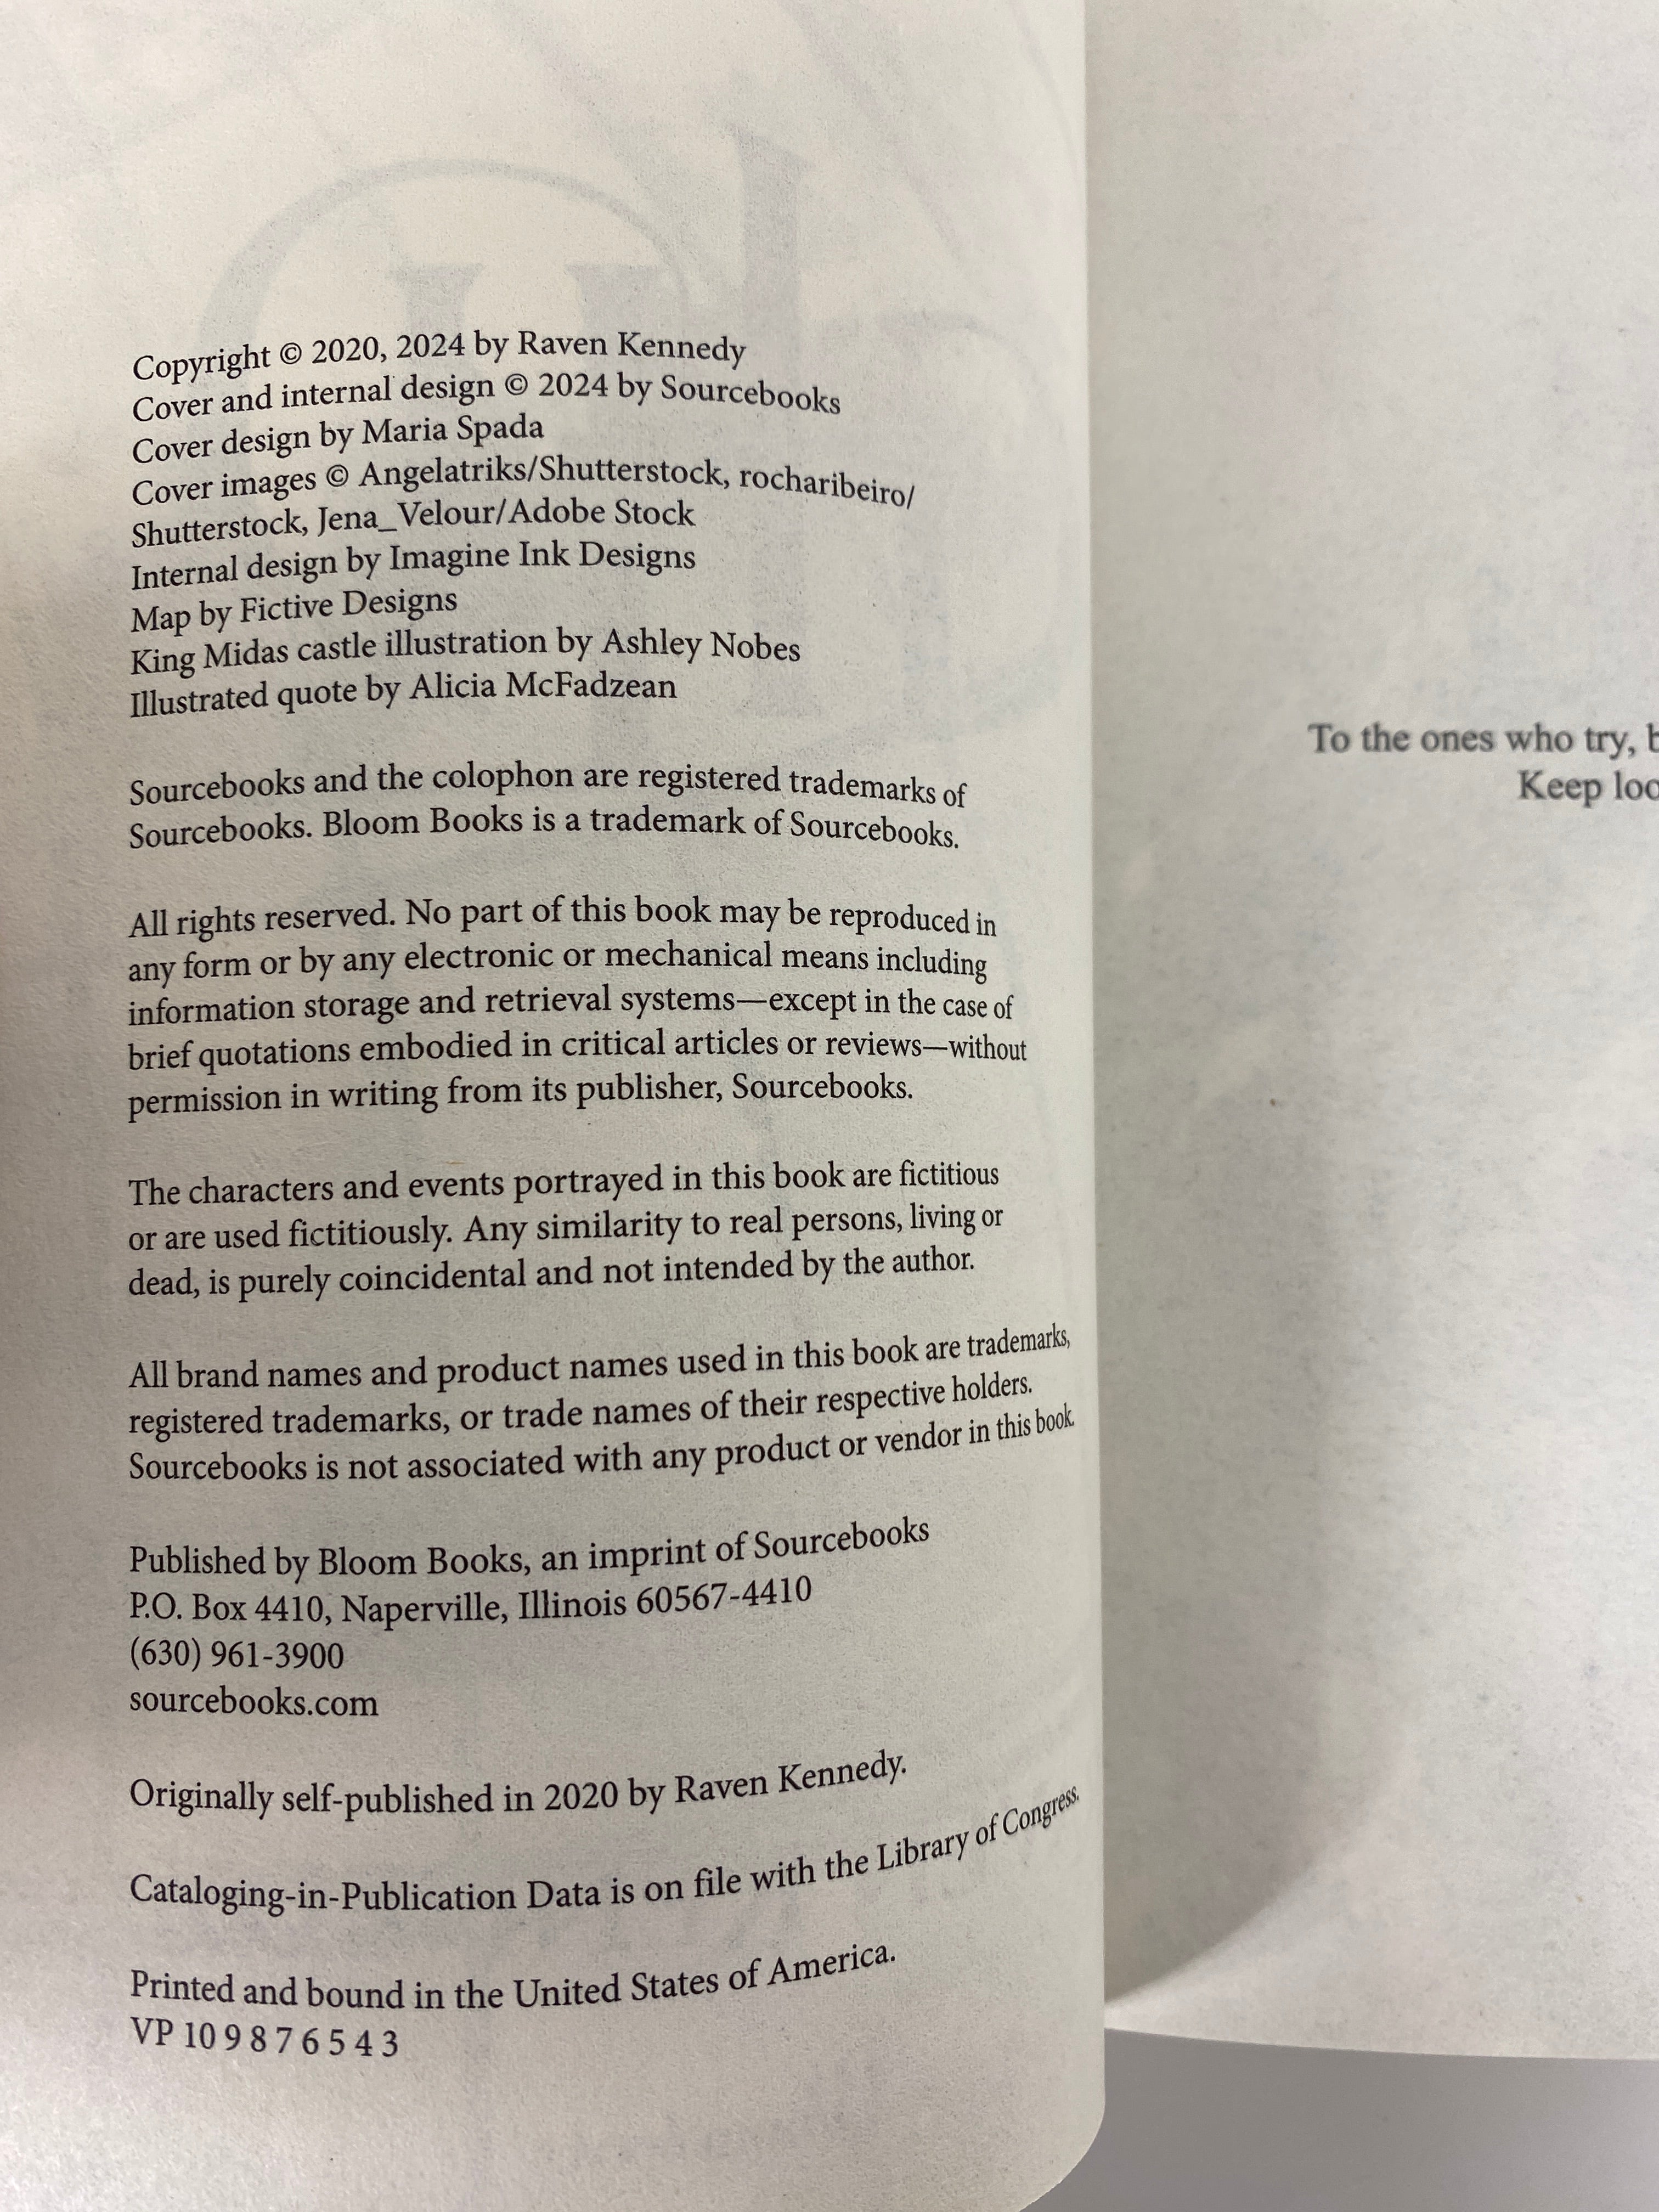 Copyright © 2020, 2024 by Raven Kennedy
Cover and internal design © 2024 by Sourcebooks
Cover design by Maria Spada
Cover images © Angelatriks/Shutterstock, rocharibeiro/
Shutterstock, Jena_Velour/Adobe Stock
Internal design by Imagine Ink Designs
Map by Fictive Designs
King Midas castle illustration by Ashley Nobes
Illustrated quote by Alicia McFadzean
Sourcebooks and the colophon are registered trademarks of
Sourcebooks. Bloom Books is a trademark of Sourcebooks.
All rights reserved. No part of this book may be reproduced in
any form or by any electronic or mechanical means including
information storage and retrieval systems—except in the case of
brief quotations embodied in critical articles or reviews—without
permission in writing from its publisher, Sourcebooks.
The characters and events portrayed in this book are fictitious
or are used fictitiously. Any similarity to real persons, living or
dead, is purely coincidental and not intended by the author.
All brand names and product names used in this book are trademarks,
registered trademarks, or trade names of their respective holders.
Sourcebooks is not associated with any product or vendor in this book.
Published by Bloom Books, an imprint of Sourcebooks
P.O. Box 4410, Naperville, Illinois 60567-4410
(630) 961-3900
sourcebooks.com
Originally self-published in 2020 by Raven Kennedy.
Cataloging-in-Publication Data is on file with the Library of Congress.
Printed and bound in the United States of America.
VP 10 9 8 7 6 5 4 3
To the ones who try,
Keep